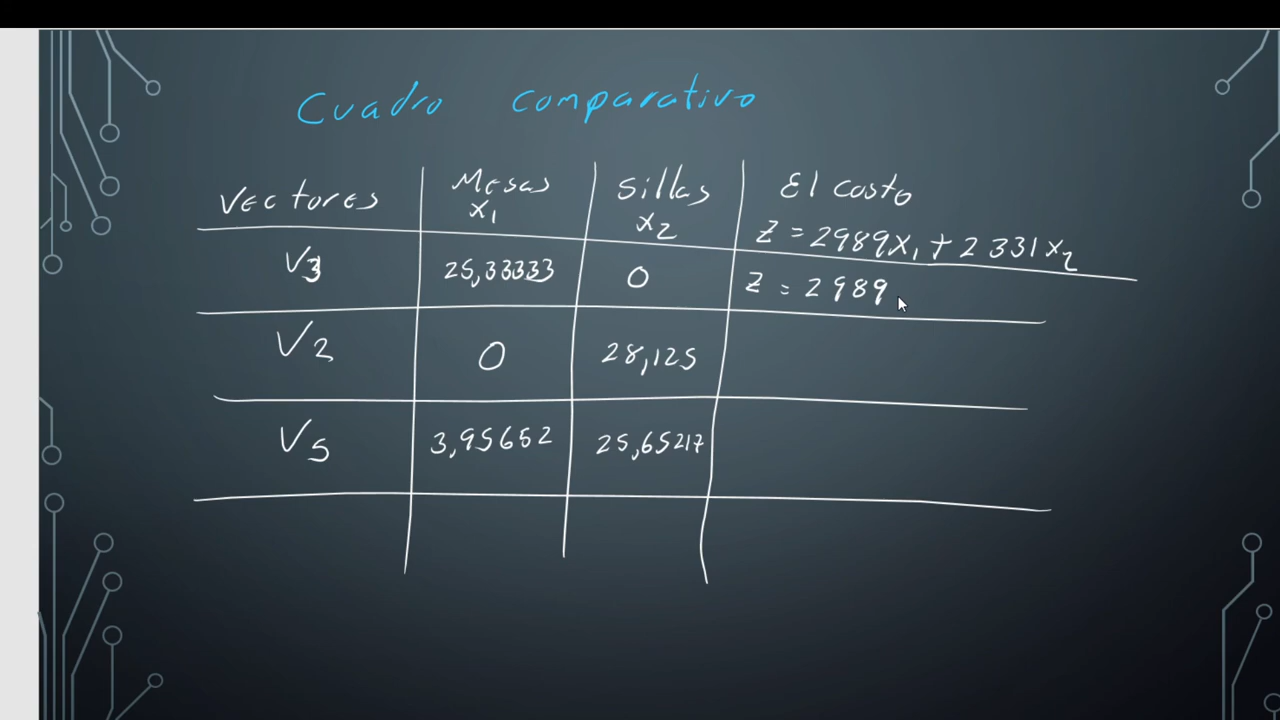 Cuadro comparativo
Vectores Mesas x₁ Sillas x₂ El costo
Z = 2989x₁ + 2331x₂
V3 25,33333 0 Z = 2989
V2 0 28,125
V5 3,95652 25,65217